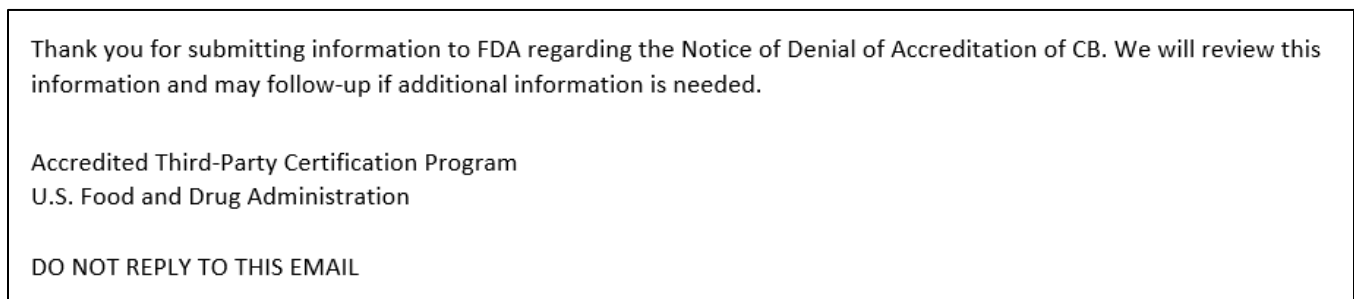 Thank you for submitting information to FDA regarding the Notice of Denial of Accreditation of CB. We will review this
information and may follow-up if additional information is needed.
Accredited Third-Party Certification Program
U.S. Food and Drug Administration
DO NOT REPLY TO THIS EMAIL